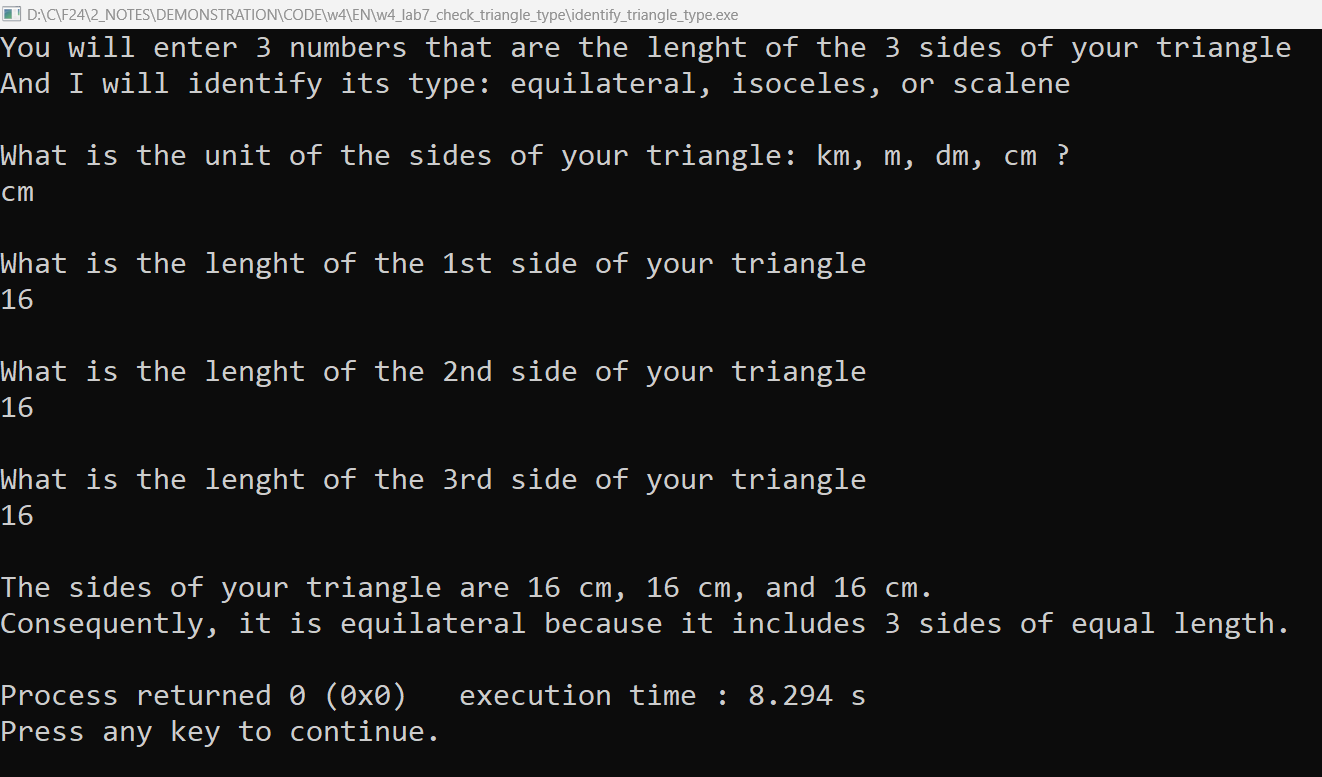 D:\C\F24\2_NOTES\DEMONSTRATION\CODE\w4\EN\w4_lab7_check_triangle_type\identify_triangle_type.exe
You will enter 3 numbers that are the lenght of the 3 sides of your triangle
And I will identify its type: equilateral, isoceles, or scalene
What is the unit of the sides of your triangle: km, m, dm, cm ?
cm
What is the lenght of the 1st side of your triangle
16
What is the lenght of the 2nd side of your triangle
16
What is the lenght of the 3rd side of your triangle
16
The sides of your triangle are 16 cm, 16 cm, and 16 cm.
Consequently, it is equilateral because it includes 3 sides of equal length.
Process returned 0 (0x0)   execution time : 8.294 s
Press any key to continue.